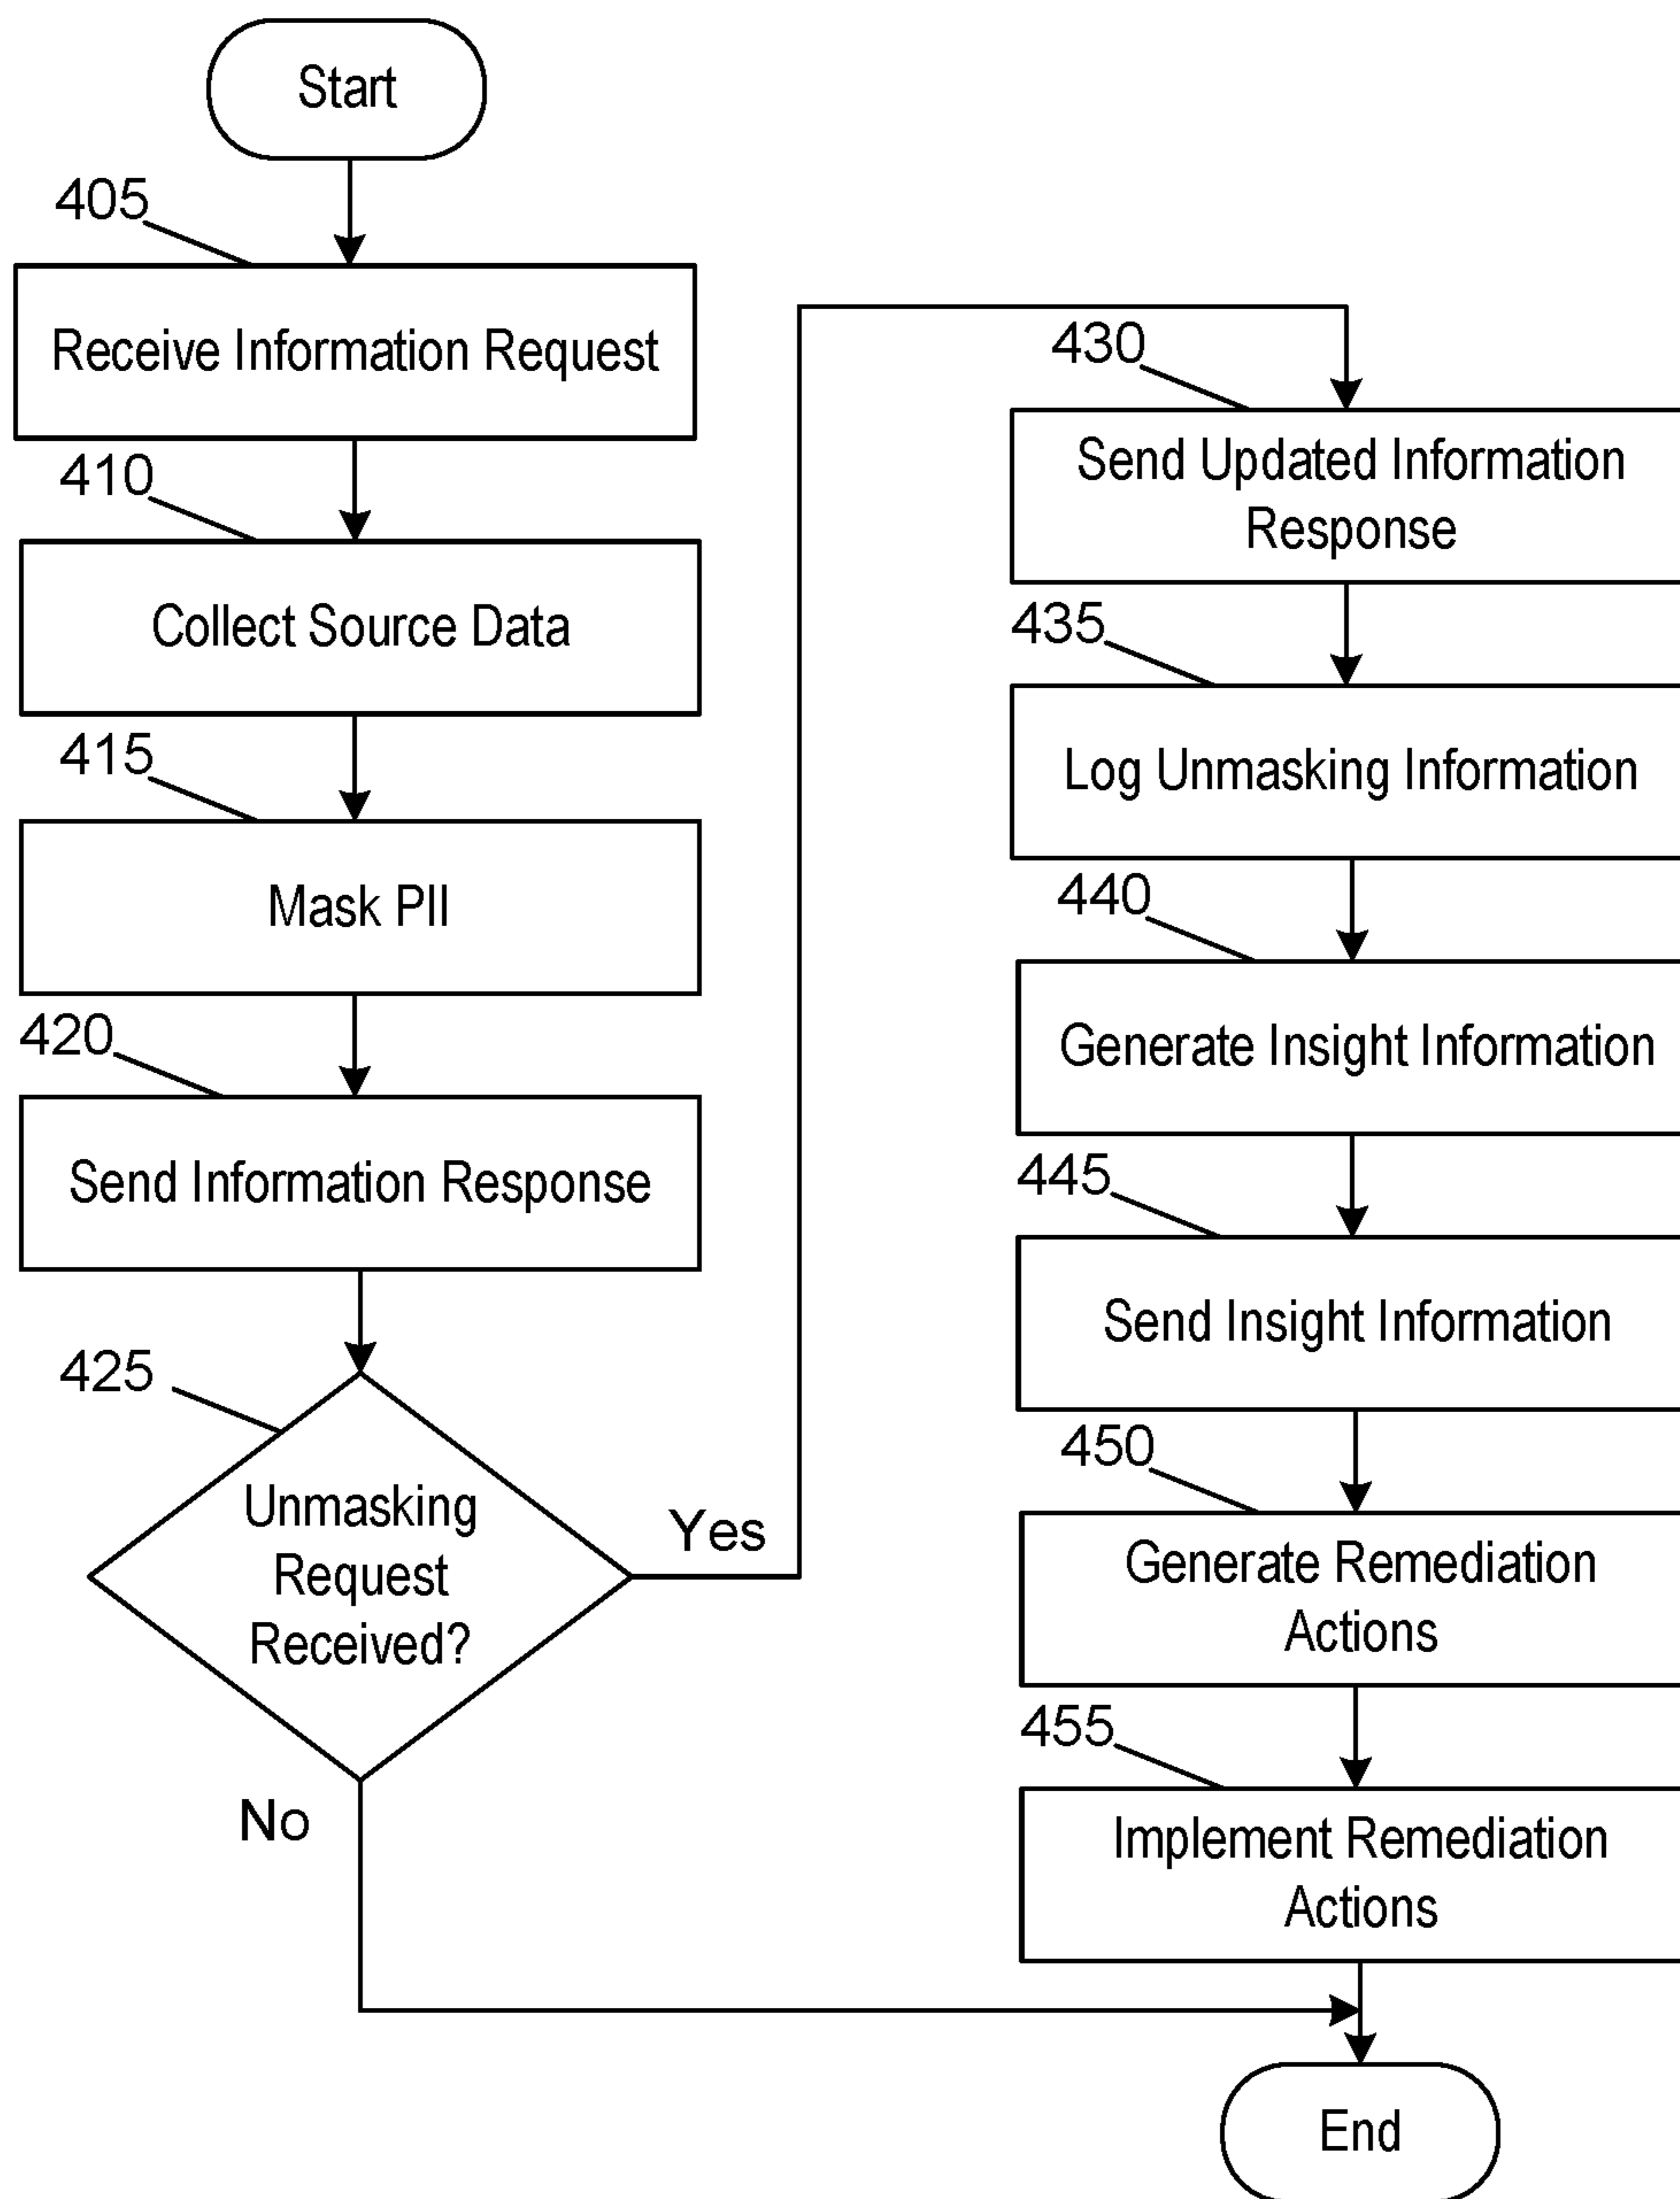 Start
405
Receive Information Request
410
Collect Source Data
415
Mask PII
420
Send Information Response
425
Unmasking
Request
Received?
Yes
No
430
Send Updated Information
Response
435
Log Unmasking Information
440
Generate Insight Information
445
Send Insight Information
450
Generate Remediation
Actions
455
Implement Remediation
Actions
End